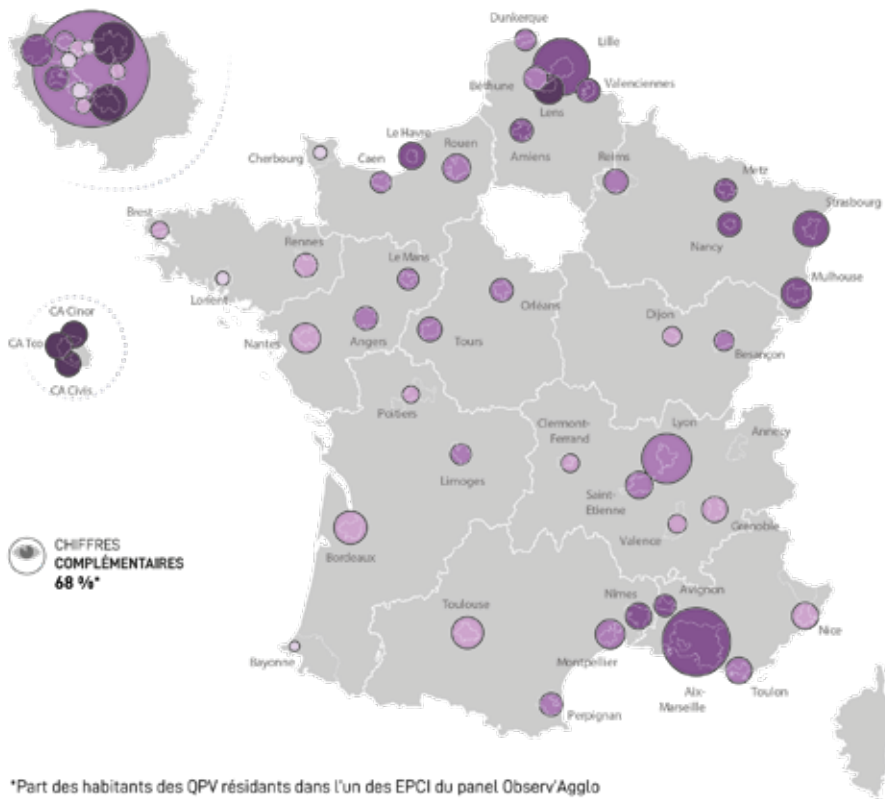 Dunkerque
Lille
Béthune
Valenciennes
Lens
Le Havre
Rouen
Amiens
Reims
Cherbourg
Caen
Metz
Strasbourg
Nancy
Brest
Rennes
Le Mans
Mulhouse
Lorient
Orléans
CA Cinor
Dijon
CA Tco
Nantes
Angers
Tours
Besançon
CA Civis
Poitiers
Clermont-
Ferrand
Lyon
Annecy
Limoges
Saint-
Etienne
Grenoble
Valence
CHIFFRES
COMPLÉMENTAIRES
68 %*
Bordeaux
Nîmes
Avignon
Toulouse
Nice
Bayonne
Montpellier
Aix-
Marseille
Toulon
Perpignan
*Part des habitants des QPV résidants dans l'un des EPCI du panel Observ'Agglo